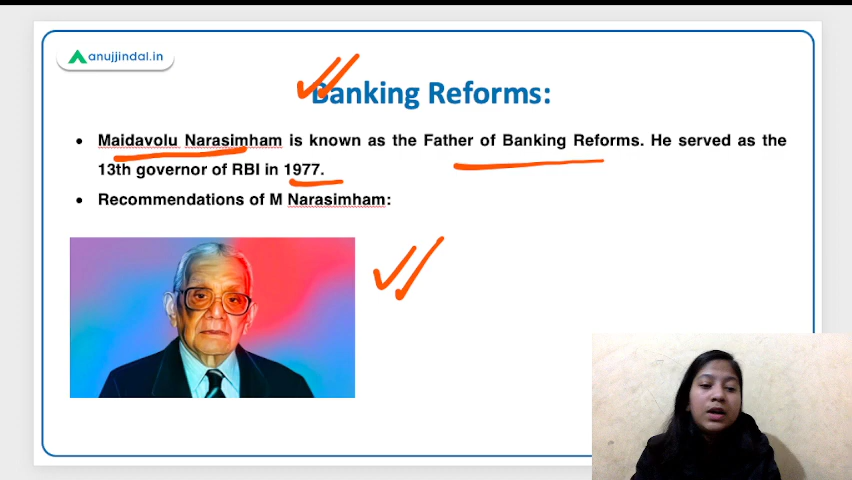 anujjindal.in
Banking Reforms:
• Maidavolu Narasimham is known as the Father of Banking Reforms. He served as the
13th governor of RBI in 1977.
• Recommendations of M Narasimham: